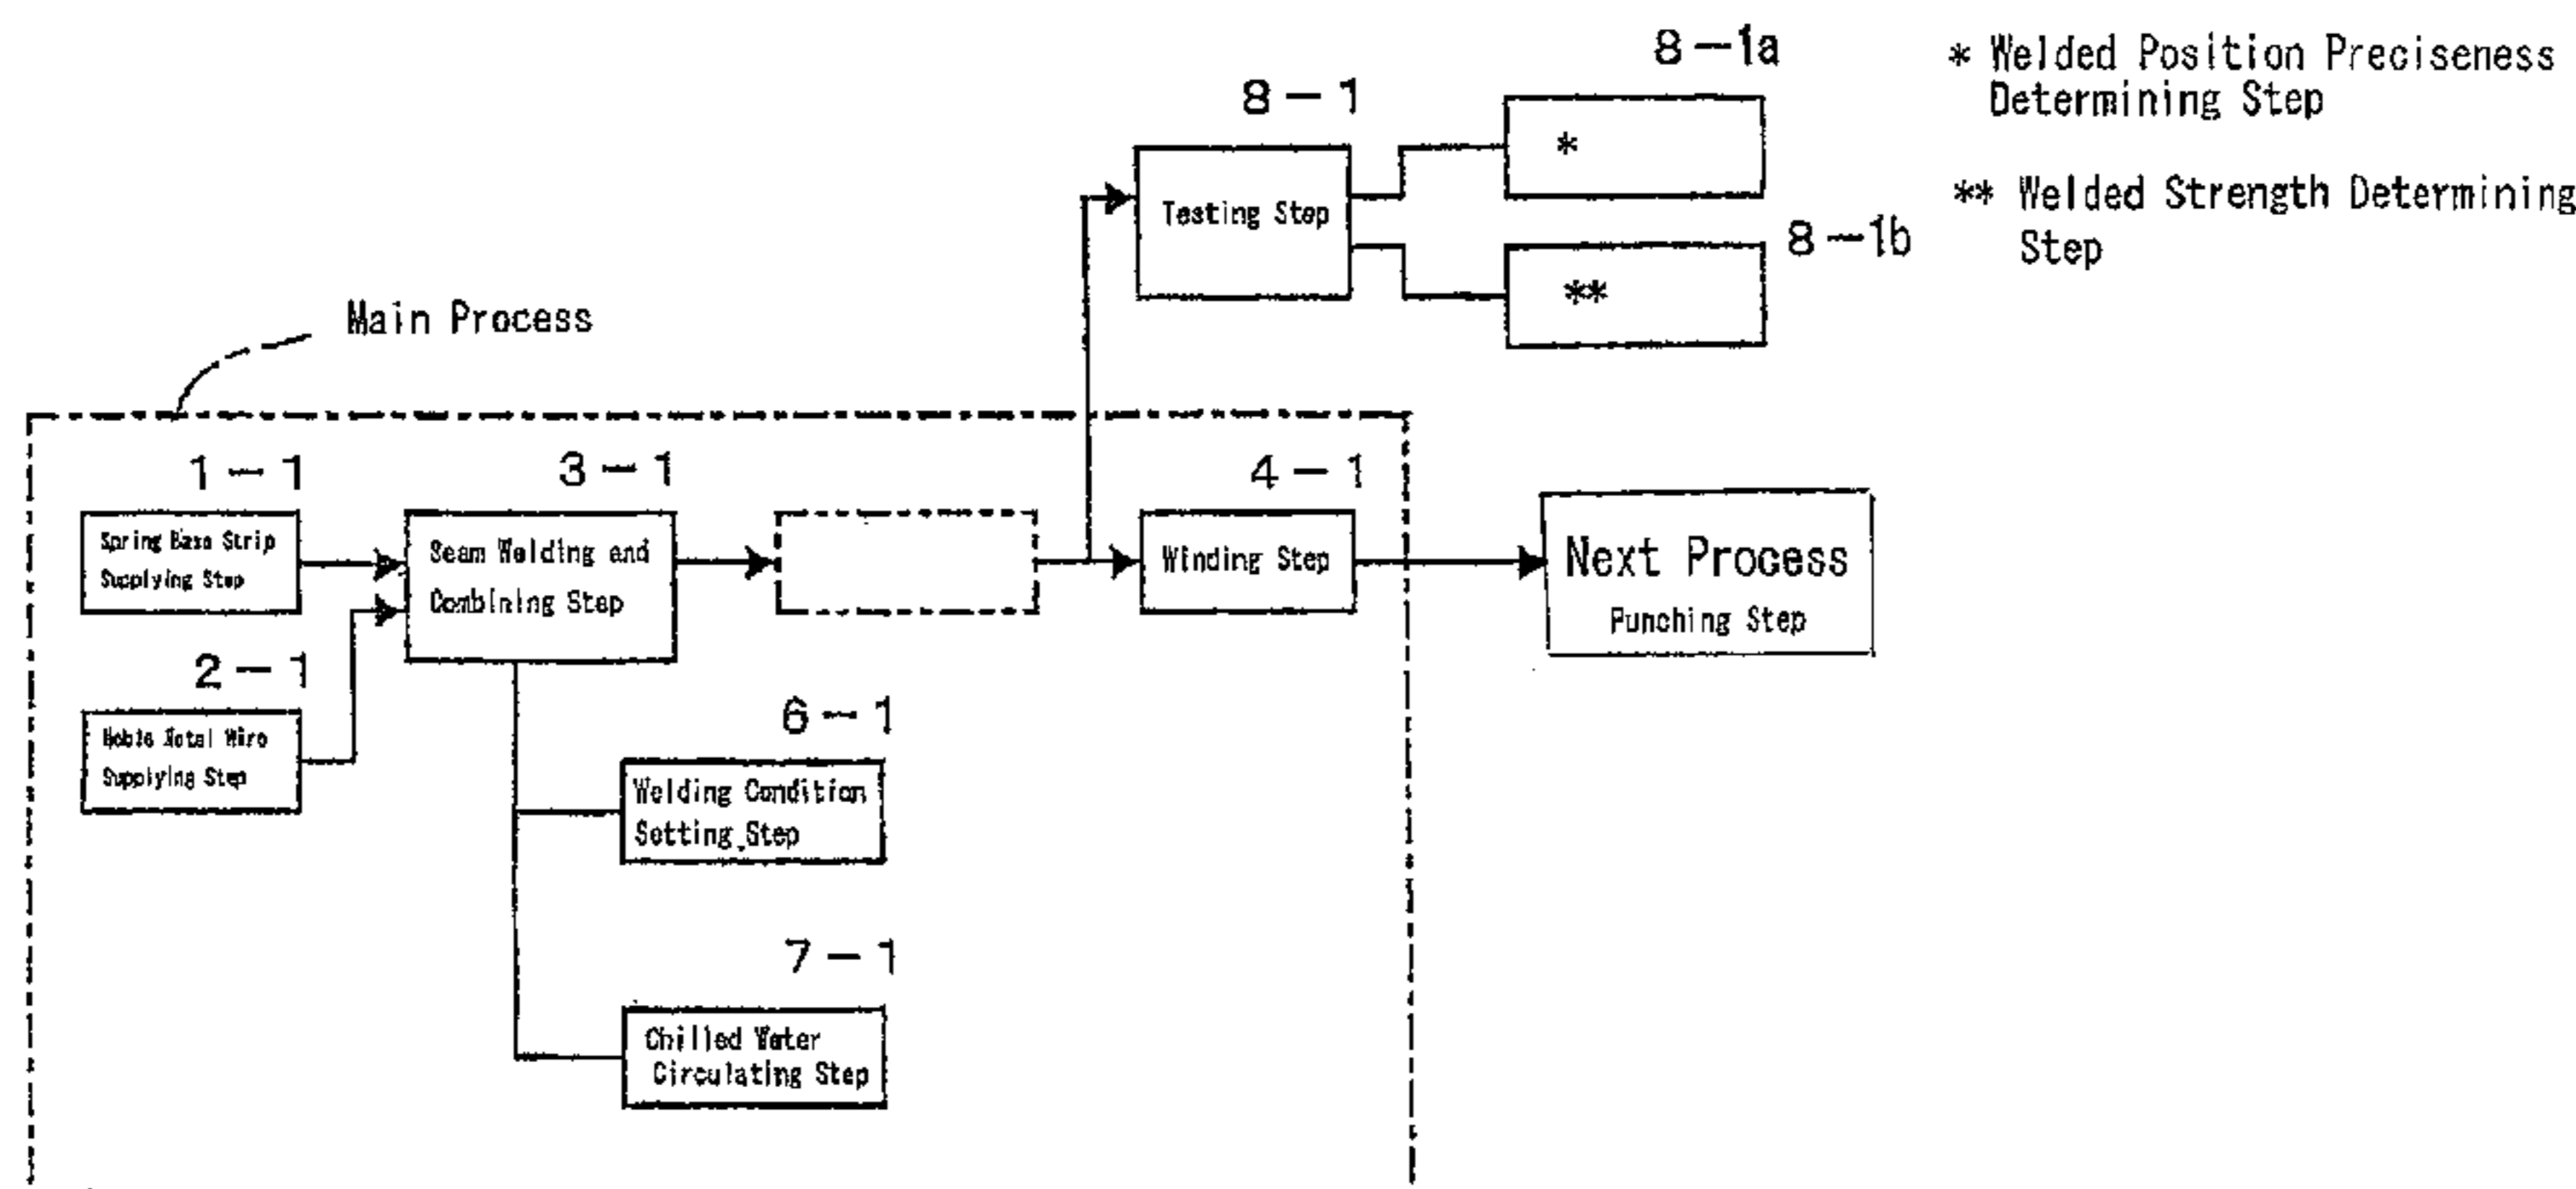 8-1a
* Welded Position Preciseness
Determining Step
8-1
*
Testing Step
** Welded Strength Determining
Step
8-1b
**
Main Process
1-1
3-1
4-1
Spring Base Strip
Supplying Step
Seam Welding and
Combining Step
Winding Step
Next Process
Punching Step
2-1
6-1
Noble Metal Wire
Supplying Step
Welding Condition
Setting Step
7-1
Chilled Water
Circulating Step